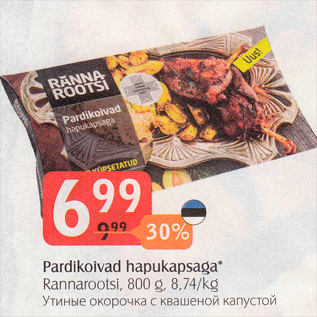 Uus!
RANNA
ROOTSI
Pardikoivad
hapukapsaga
KÜPSETATUD
6.99
9.99
30%
Pardikoivad hapukapsaga*
Rannarootsi, 800 g, 8,74/kg
Утиные окорочка с квашеной капустой